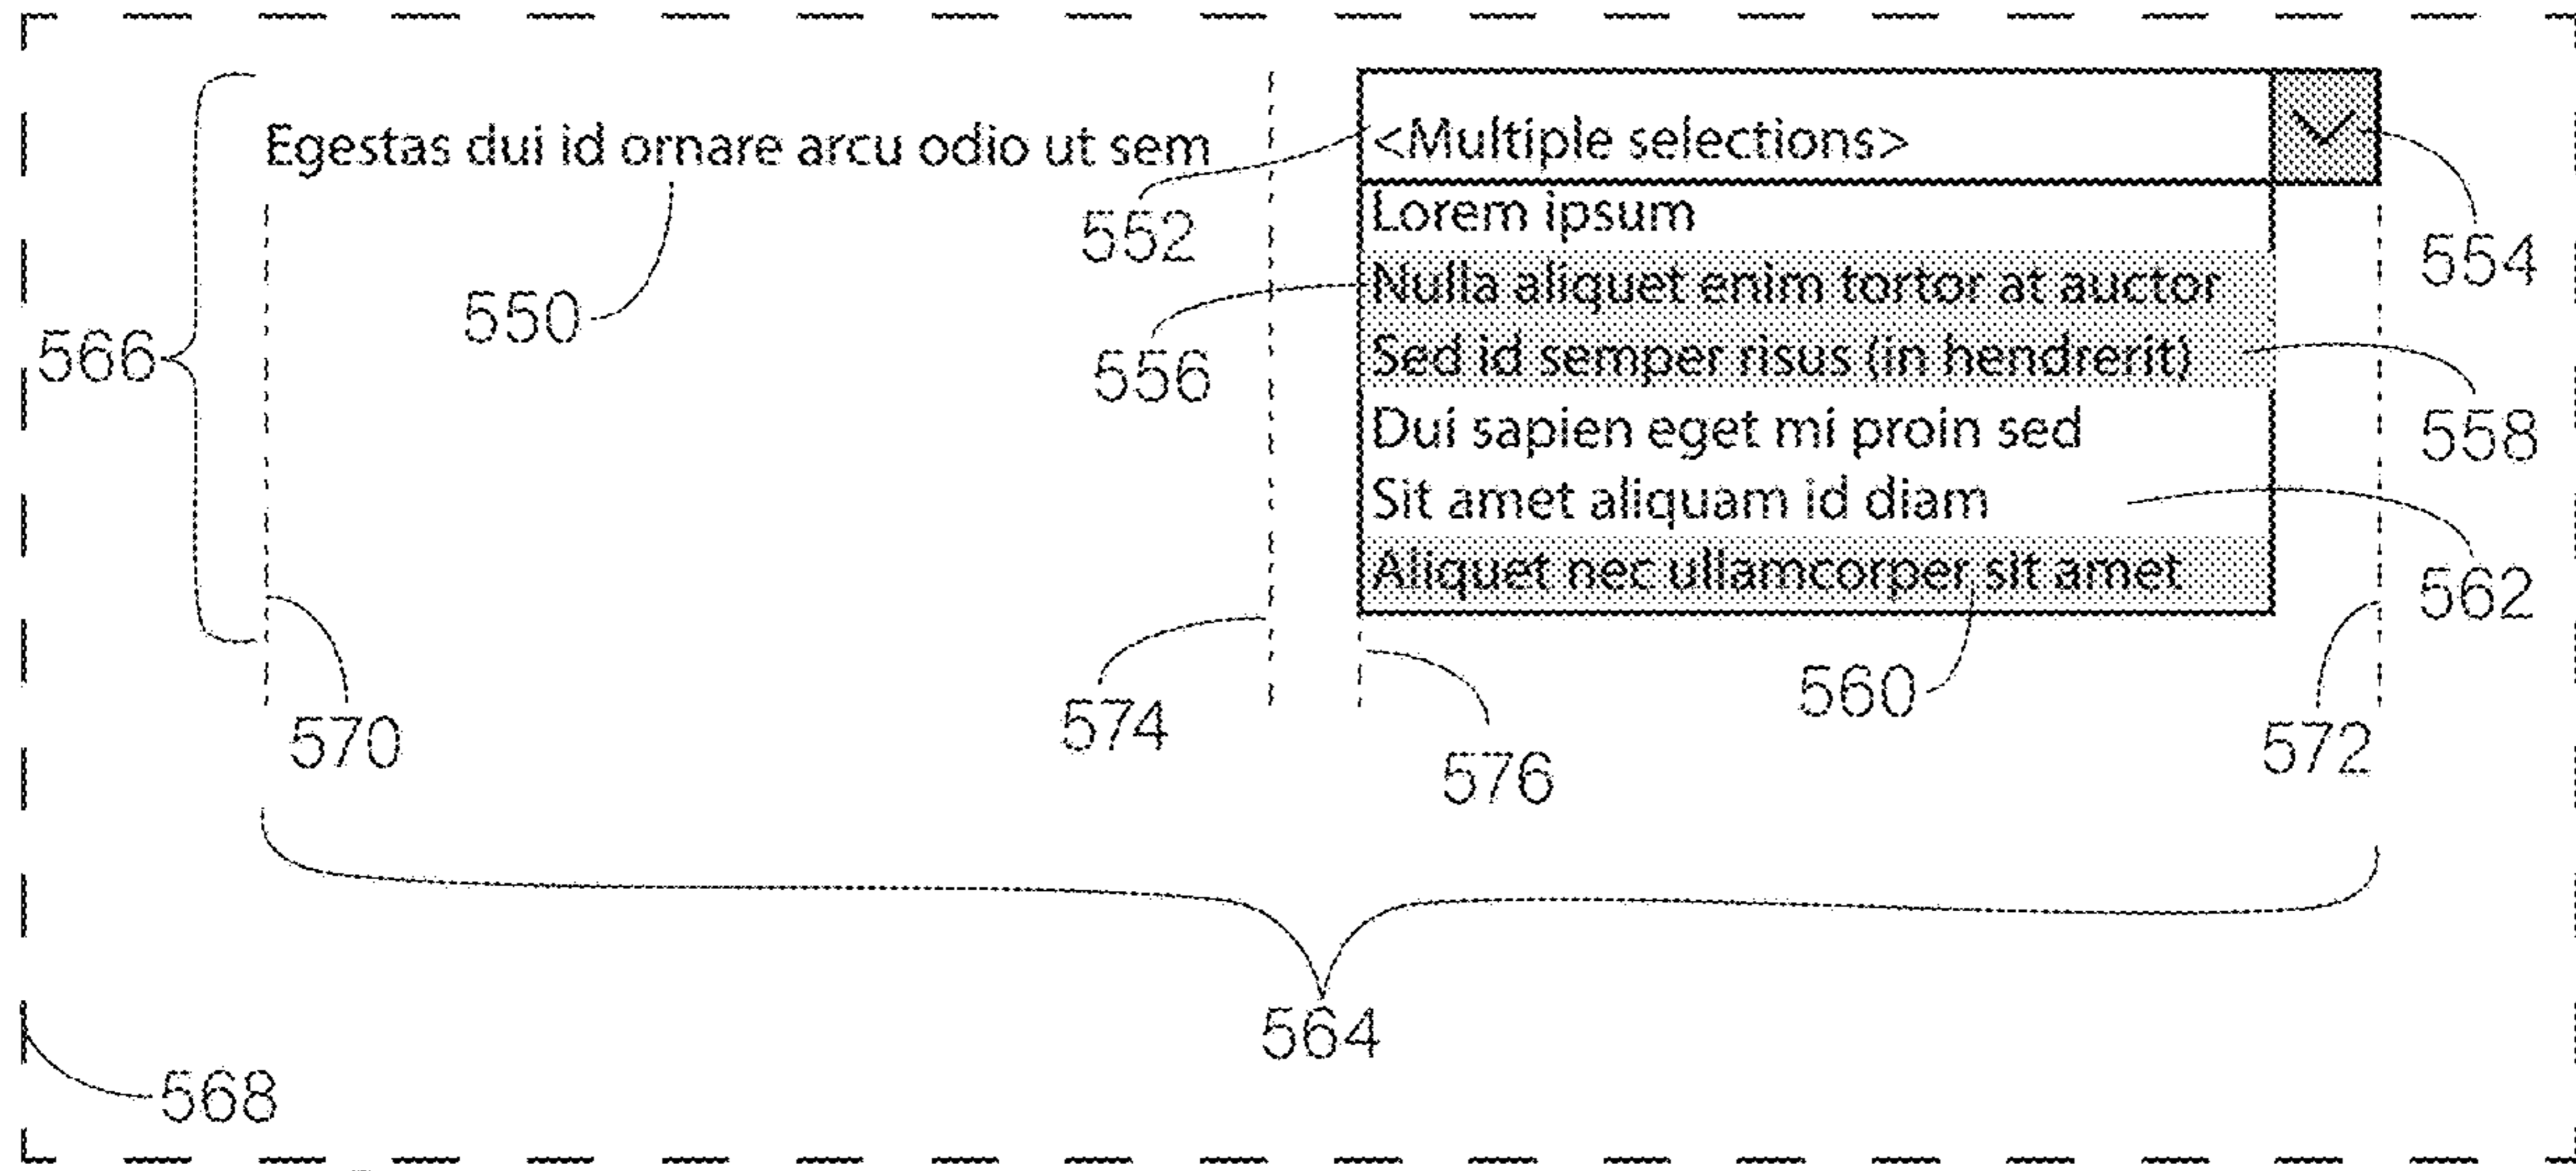 Egestas dui id ornare arcu odio ut sem
<Multiple selections>
552
Lorem ipsum
554
550
Nulla aliquet enim tortor at auctor
566
556
Sed id semper risus (in hendrerit)
558
Dui sapien eget mi proin sed
Sit amet aliquam id diam
562
Aliquet nec ullamcorper sit amet
560
570
574
576
572
564
568